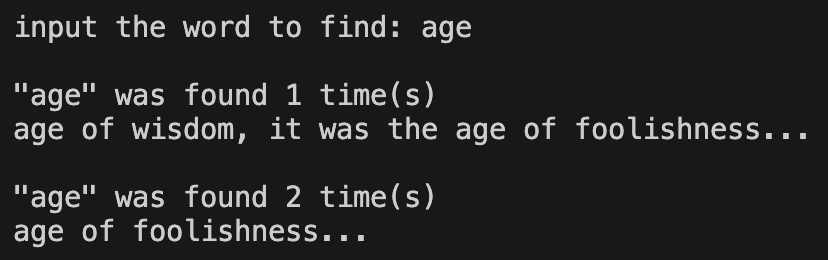 input the word to find: age
"age" was found 1 time(s)
age of wisdom, it was the age of foolishness...
"age" was found 2 time(s)
age of foolishness...